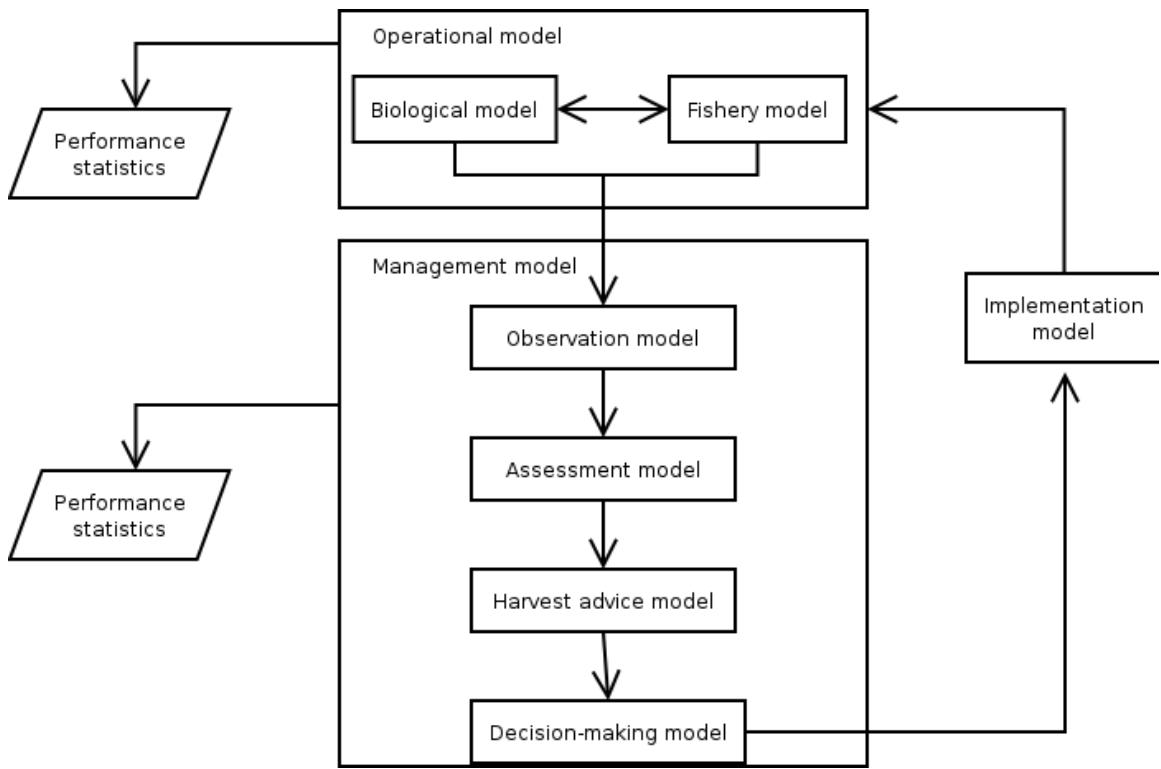 Operational model
Biological model
Fishery model
Performance
statistics
Management model
Observation model
Implementation
model
Assessment model
Performance
statistics
Harvest advice model
Decision-making model